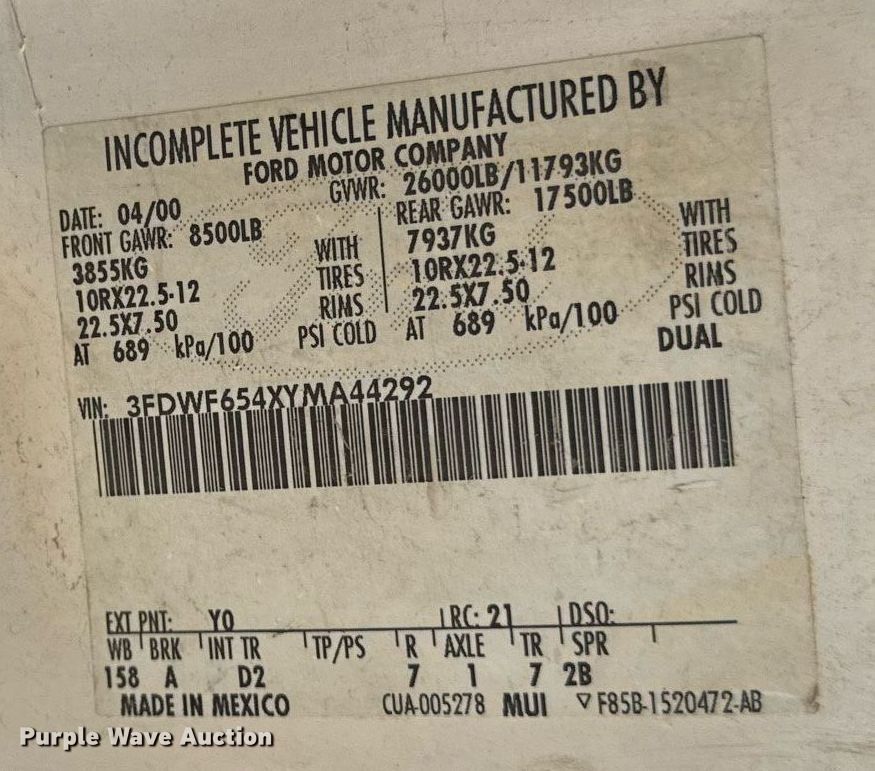 INCOMPLETE VEHICLE MANUFACTURED BY
FORD MOTOR COMPANY
DATE: 04/00 GVWR: 26000LB/11793KG
FRONT GAWR: 8500LB REAR GAWR: 17500LB
3855KG WITH 7937KG WITH
10RX22.5-12 TIRES 10RX22.5-12 TIRES
22.5X7.50 RIMS 22.5X7.50 RIMS
AT 689 kPa/100 PSI COLD AT 689 kPa/100 PSI COLD
DUAL
VIN: 3FDWF654XYMA44292
EXT PNT: YO RC: 21 DSO:
WB BRK INT TR TP/PS R AXLE TR SPR
158 A D2 7 1 7 2B
MADE IN MEXICO CUA-005278 MUI ▽ F85B-1520472-AB
Purple Wave Auction